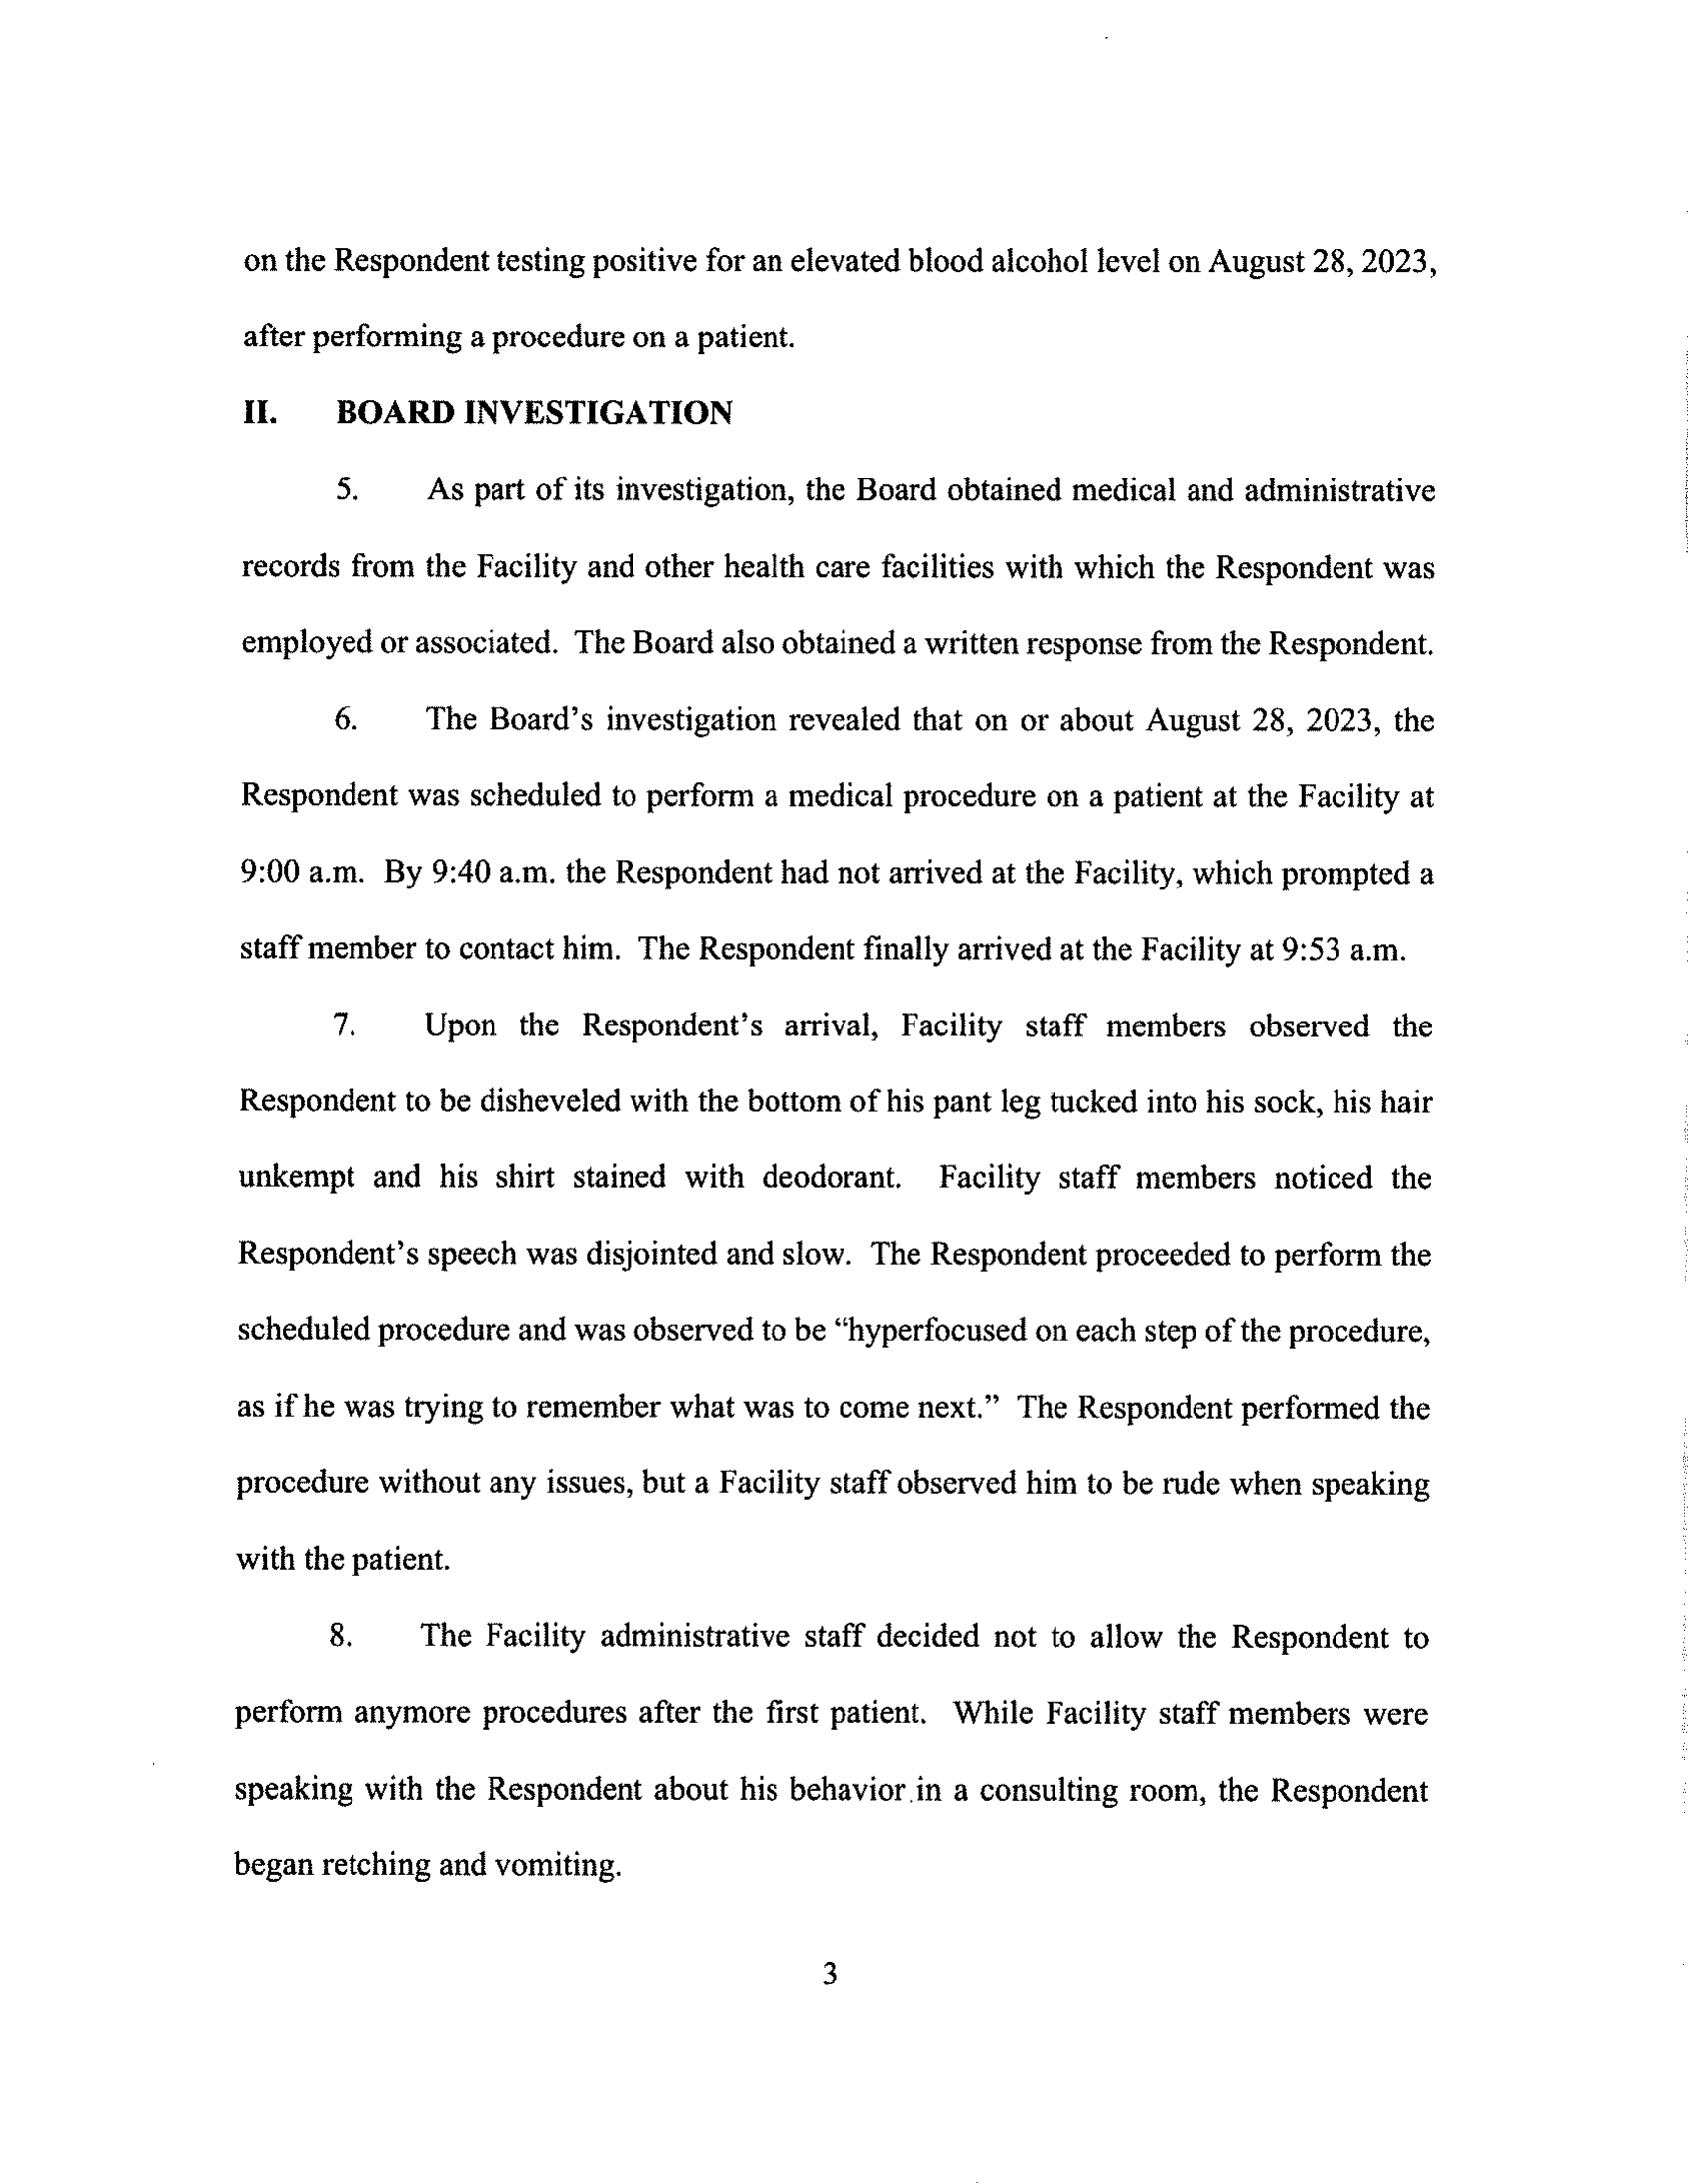 on the Respondent testing positive for an elevated blood alcohol level on August 28, 2023,
after performing a procedure on a patient.
II. BOARD INVESTIGATION
5. As part of its investigation, the Board obtained medical and administrative
records from the Facility and other health care facilities with which the Respondent was
employed or associated. The Board also obtained a written response from the Respondent.
6. The Board's investigation revealed that on or about August 28, 2023, the
Respondent was scheduled to perform a medical procedure on a patient at the Facility at
9:00 a.m. By 9:40 a.m. the Respondent had not arrived at the Facility, which prompted a
staff member to contact him. The Respondent finally arrived at the Facility at 9:53 a.m.
7. Upon the Respondent's arrival, Facility staff members observed the
Respondent to be disheveled with the bottom of his pant leg tucked into his sock, his hair
unkempt and his shirt stained with deodorant. Facility staff members noticed the
Respondent's speech was disjointed and slow. The Respondent proceeded to perform the
scheduled procedure and was observed to be “hyperfocused on each step of the procedure,
as if he was trying to remember what was to come next.” The Respondent performed the
procedure without any issues, but a Facility staff observed him to be rude when speaking
with the patient.
8. The Facility administrative staff decided not to allow the Respondent to
perform anymore procedures after the first patient. While Facility staff members were
speaking with the Respondent about his behavior in a consulting room, the Respondent
began retching and vomiting.
3